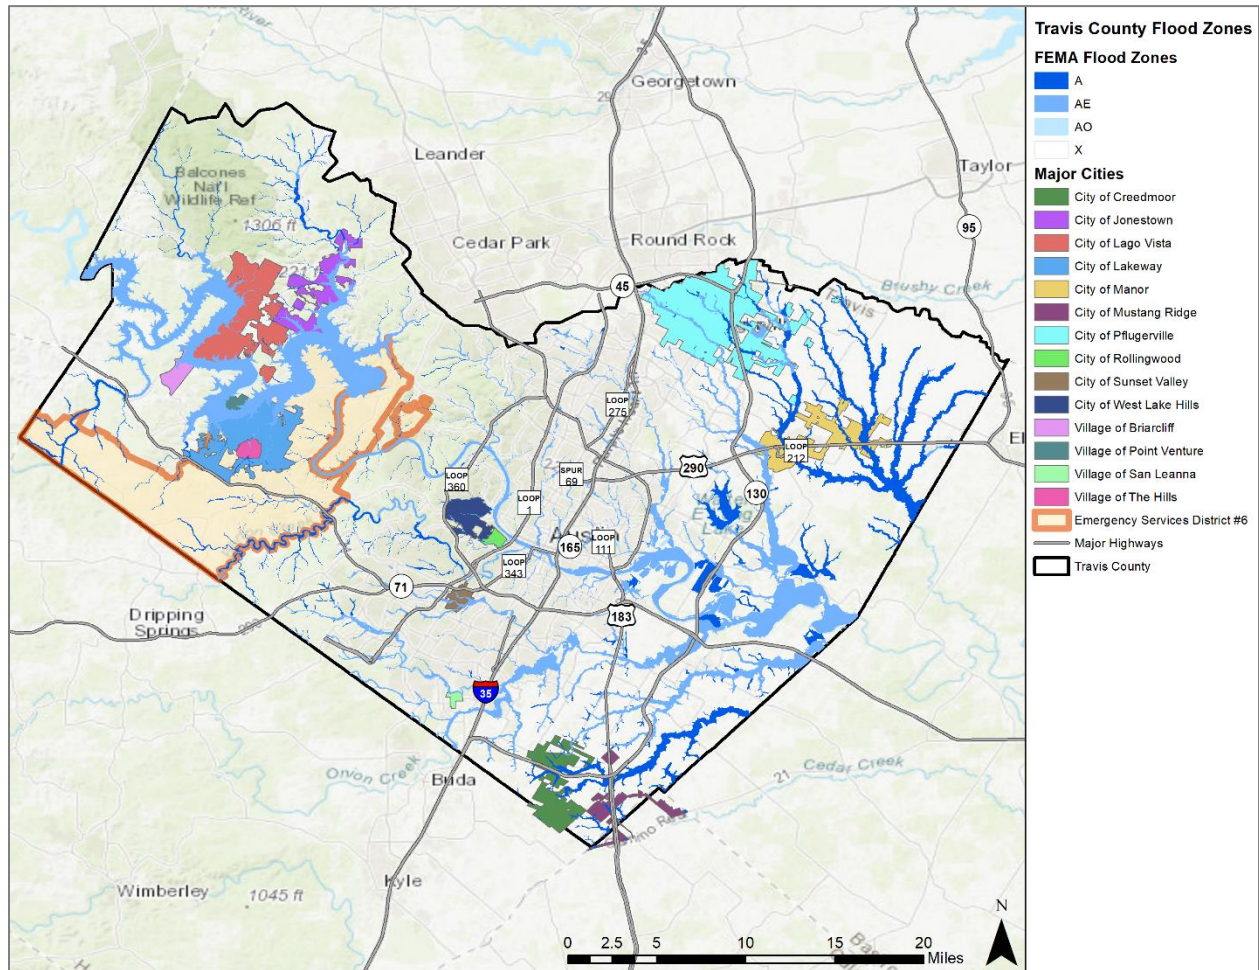 Georgetown
29
35
Leander
Taylor
Balcones
Nat'l
Wildlife Ref
1306 ft
95
Cedar Park
Round Rock
45
Brushy Creek
Travis
LOOP
275
LOOP
212
290
LOOP
360
SPUR
69
130
LOOP
1
Austin
165
LOOP
111
LOOP
343
71
183
Dripping
Springs
290
35
Onion Creek
Buda
21
Cedar Creek
Kyle
Wimberley
1045 ft
0 2.5 5 10 15 20
Miles
N
Travis County Flood Zones
FEMA Flood Zones
A
AE
AO
X
Major Cities
City of Creedmoor
City of Jonestown
City of Lago Vista
City of Lakeway
City of Manor
City of Mustang Ridge
City of Pflugerville
City of Rollingwood
City of Sunset Valley
City of West Lake Hills
Village of Briarcliff
Village of Point Venture
Village of San Leanna
Village of The Hills
Emergency Services District #6
Major Highways
Travis County